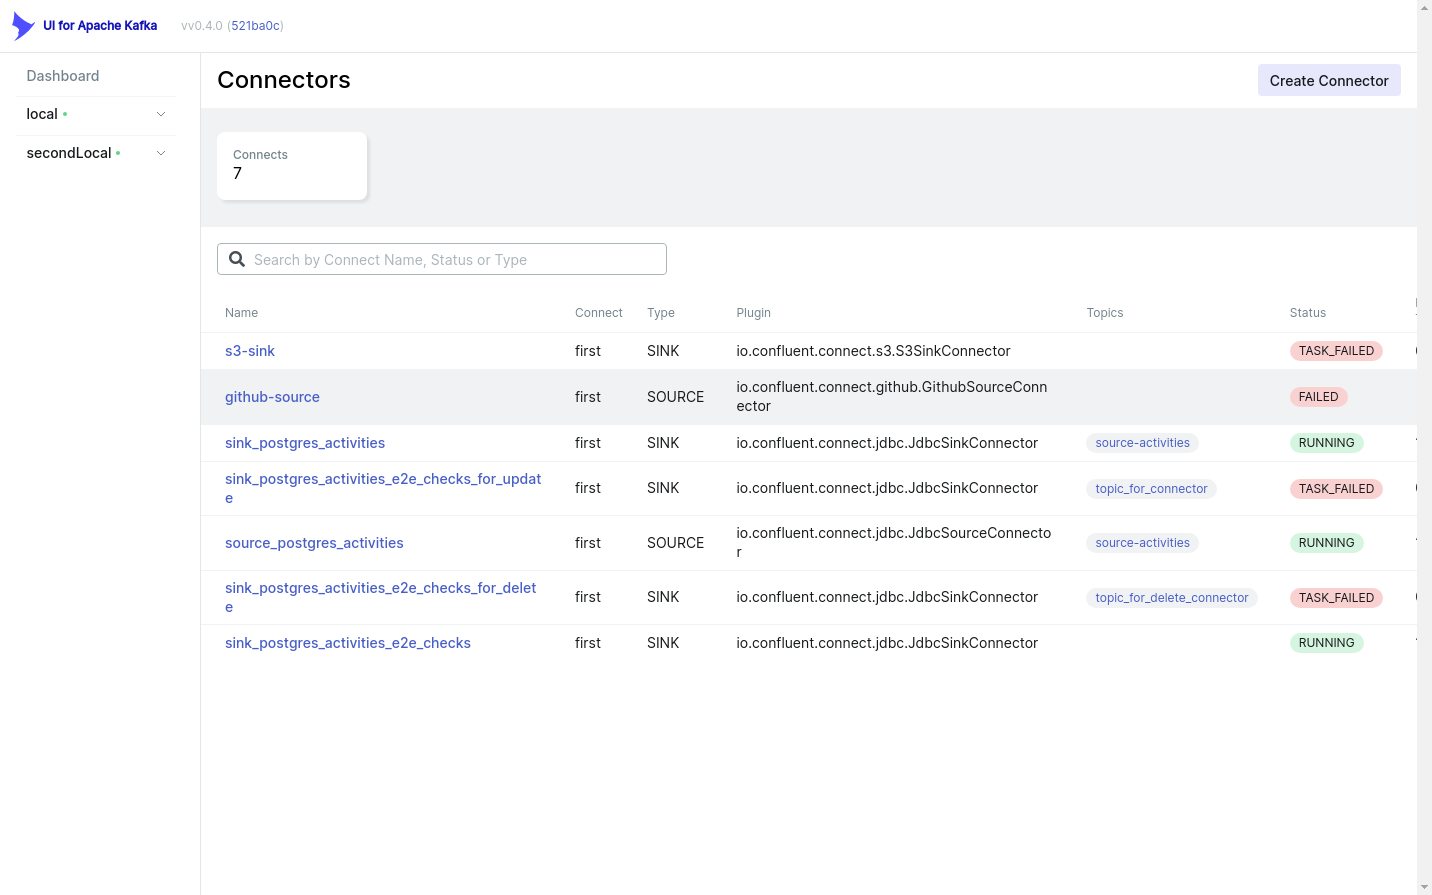 UI for Apache Kafka vv0.4.0 (521ba0c)
Dashboard
local
secondLocal
Connectors
Create Connector
Connects
7
Search by Connect Name, Status or Type
Name Connect Type Plugin Topics Status
s3-sink first SINK io.confluent.connect.s3.S3SinkConnector TASK_FAILED
github-source first SOURCE io.confluent.connect.github.GithubSourceConn
ector FAILED
sink_postgres_activities first SINK io.confluent.connect.jdbc.JdbcSinkConnector source-activities RUNNING
sink_postgres_activities_e2e_checks_for_updat
e first SINK io.confluent.connect.jdbc.JdbcSinkConnector topic_for_connector TASK_FAILED
source_postgres_activities first SOURCE io.confluent.connect.jdbc.JdbcSourceConnecto
r source-activities RUNNING
sink_postgres_activities_e2e_checks_for_delet
e first SINK io.confluent.connect.jdbc.JdbcSinkConnector topic_for_delete_connector TASK_FAILED
sink_postgres_activities_e2e_checks first SINK io.confluent.connect.jdbc.JdbcSinkConnector RUNNING